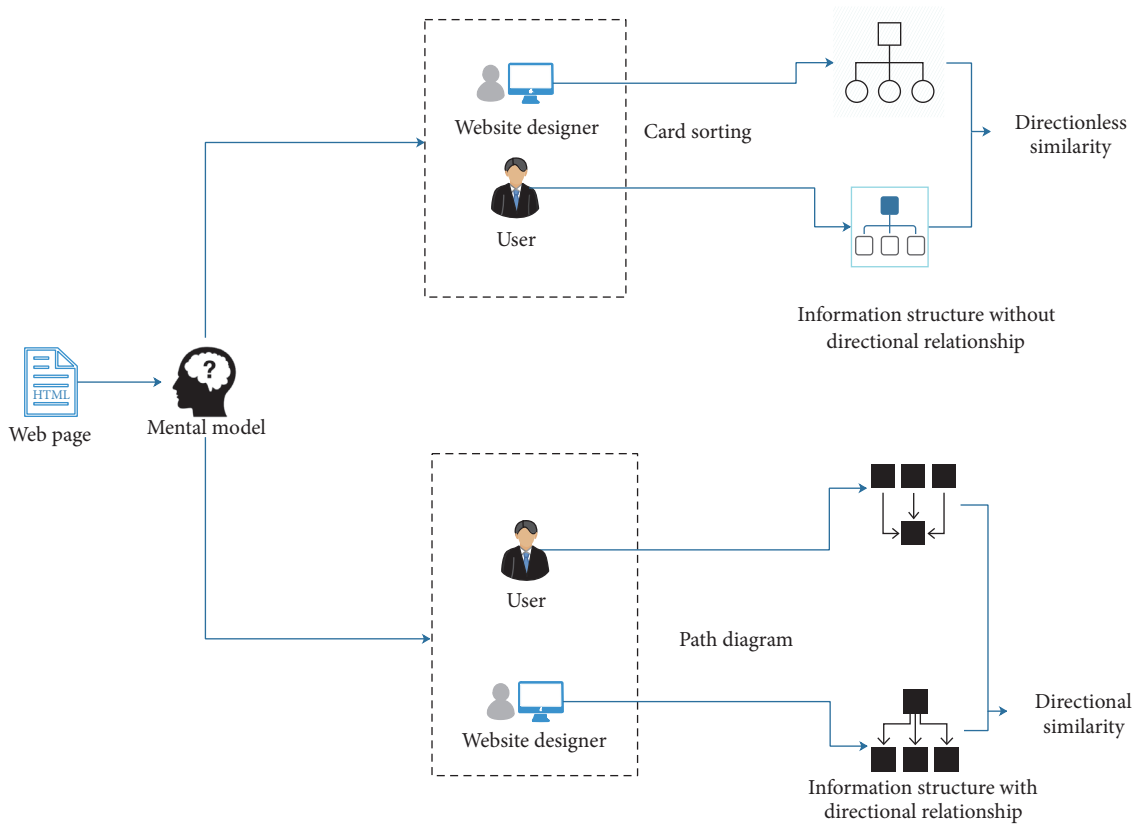 Website designer
Card sorting
Directionless
similarity
User
Information structure without
directional relationship
?
HTML
Web page
Mental model
User
Path diagram
Website designer
Directional
similarity
Information structure with
directional relationship